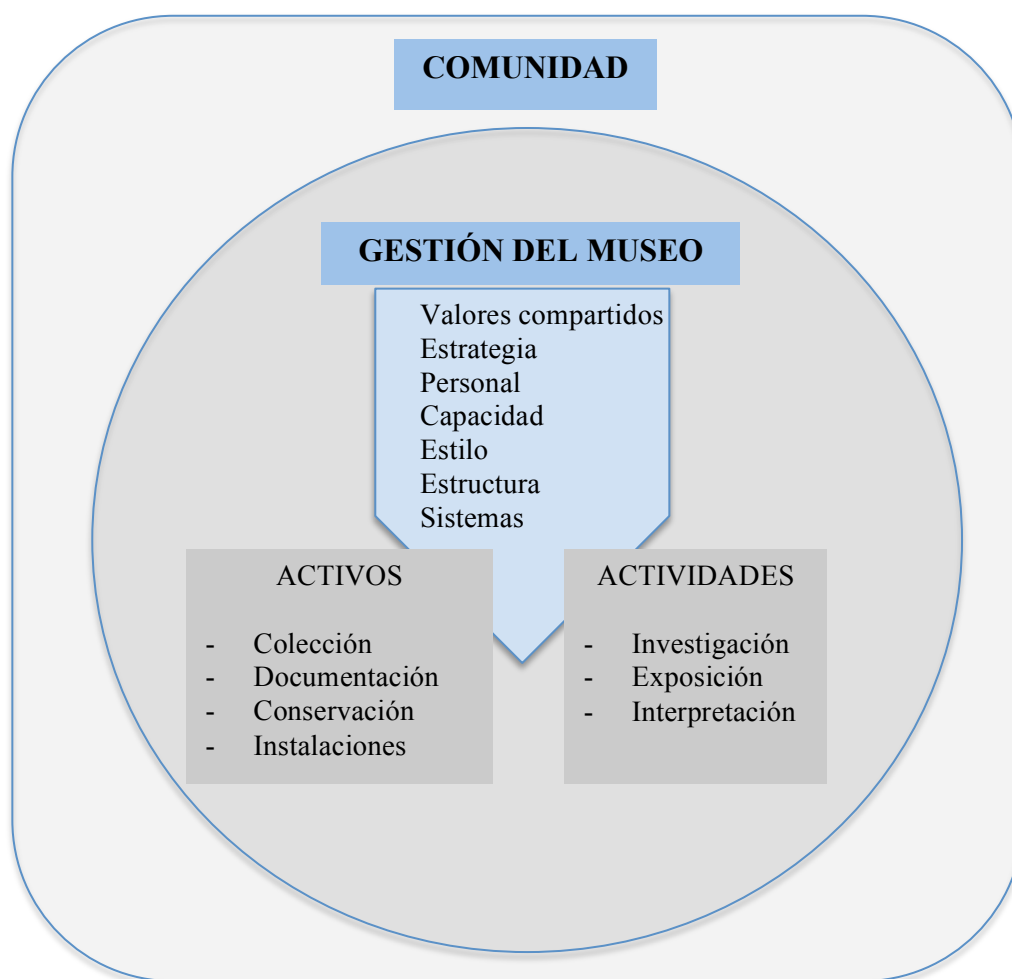 COMUNIDAD
GESTIÓN DEL MUSEO
Valores compartidos
Estrategia
Personal
Capacidad
Estilo
Estructura
Sistemas
ACTIVOS
- Colección
- Documentación
- Conservación
- Instalaciones
ACTIVIDADES
- Investigación
- Exposición
- Interpretación